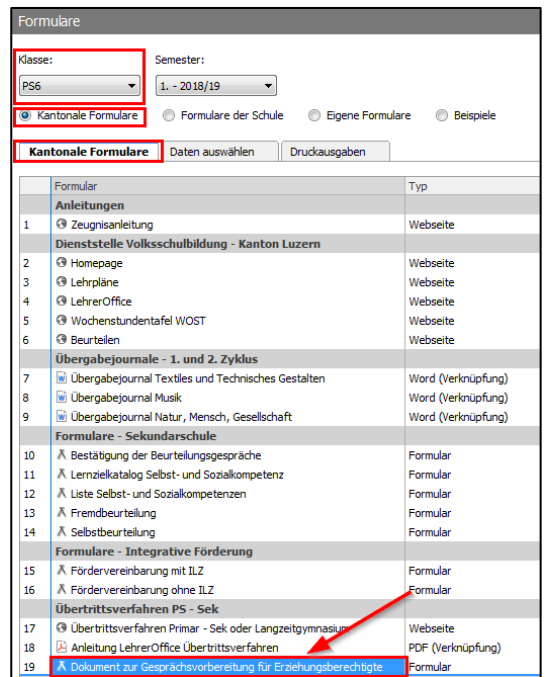 Formulare
Klasse: Semester:
PS6 1. - 2018/19
Kantonale Formulare Formulare der Schule Eigene Formulare Beispiele
Kantonale Formulare Daten auswählen Druckausgaben
Formular Typ
Anleitungen
1 Zeugnisanleitung Webseite
Dienststelle Volksschulbildung - Kanton Luzern
2 Homepage Webseite
3 Lehrpläne Webseite
4 LehrerOffice Webseite
5 Wochenstundentafel WOST Webseite
6 Beurteilen Webseite
Übergabejournale - 1. und 2. Zyklus
7 Übergabejournal Textiles und Technisches Gestalten Word (Verknüpfung)
8 Übergabejournal Musik Word (Verknüpfung)
9 Übergabejournal Natur, Mensch, Gesellschaft Word (Verknüpfung)
Formulare - Sekundarschule
10 Bestätigung der Beurteilungsgespräche Formular
11 Lernzielkatalog Selbst- und Sozialkompetenz Formular
12 Liste Selbst- und Sozialkompetenzen Formular
13 Fremdbeurteilung Formular
14 Selbstbeurteilung Formular
Formulare - Integrative Förderung
15 Fördervereinbarung mit ILZ Formular
16 Fördervereinbarung ohne ILZ Formular
Übertrittsverfahren PS - Sek
17 Übertrittsverfahren Primar - Sek oder Langzeitgymnasium Webseite
18 Anleitung LehrerOffice Übertrittsverfahren PDF (Verknüpfung)
19 Dokument zur Gesprächsvorbereitung für Erziehungsberechtigte Formular